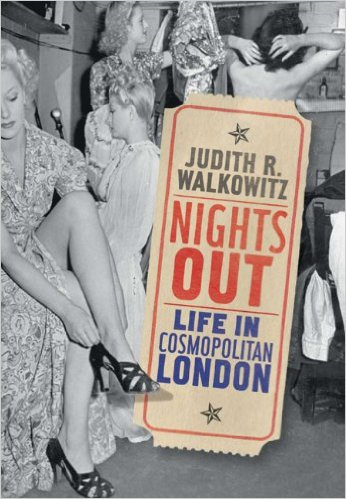 JUDITH R.
WALKOWITZ
NIGHTS
OUT
LIFE IN
COSMOPOLITAN
LONDON